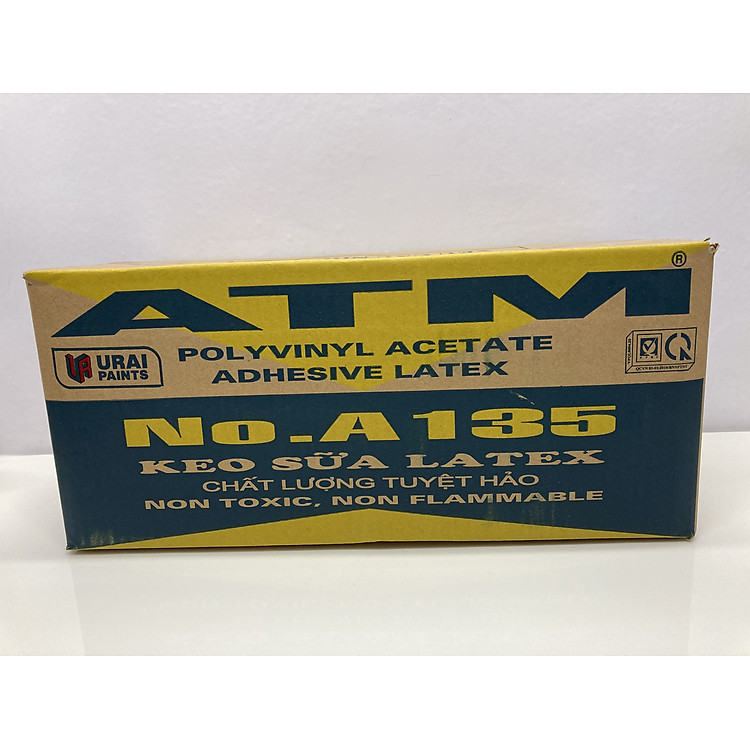 ATM®
URAI
PAINTS
POLYVINYL ACETATE
ADHESIVE LATEX
No.A135
KEO SỮA LATEX
CHẤT LƯỢNG TUYỆT HẢO
NON TOXIC, NON FLAMMABLE